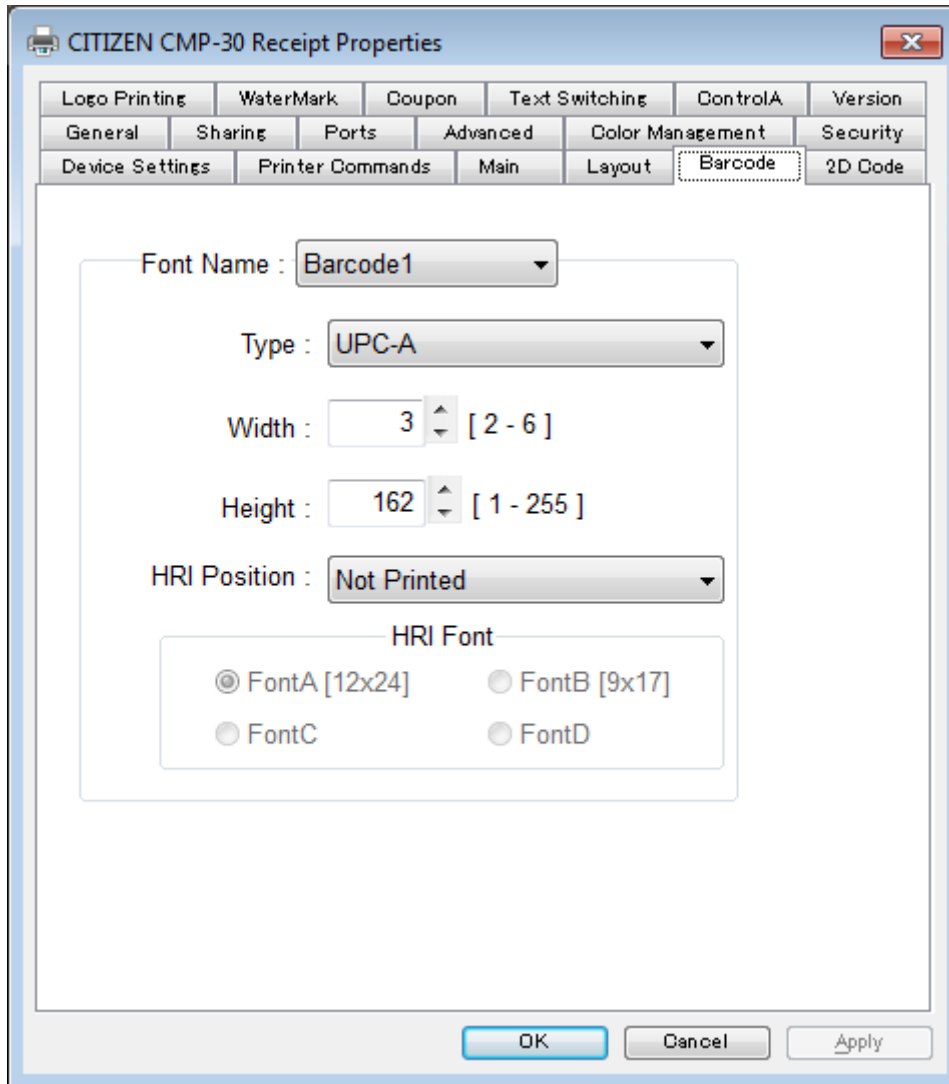 CITIZEN CMP-30 Receipt Properties
Logo Printing WaterMark Coupon Text Switching ControlA Version
General Sharing Ports Advanced Color Management Security
Device Settings Printer Commands Main Layout Barcode 2D Code
Font Name : Barcode1
Type : UPC-A
Width : 3 [ 2 - 6 ]
Height : 162 [ 1 - 255 ]
HRI Position : Not Printed
HRI Font
FontA [12x24] FontB [9x17]
FontC FontD
OK Cancel Apply